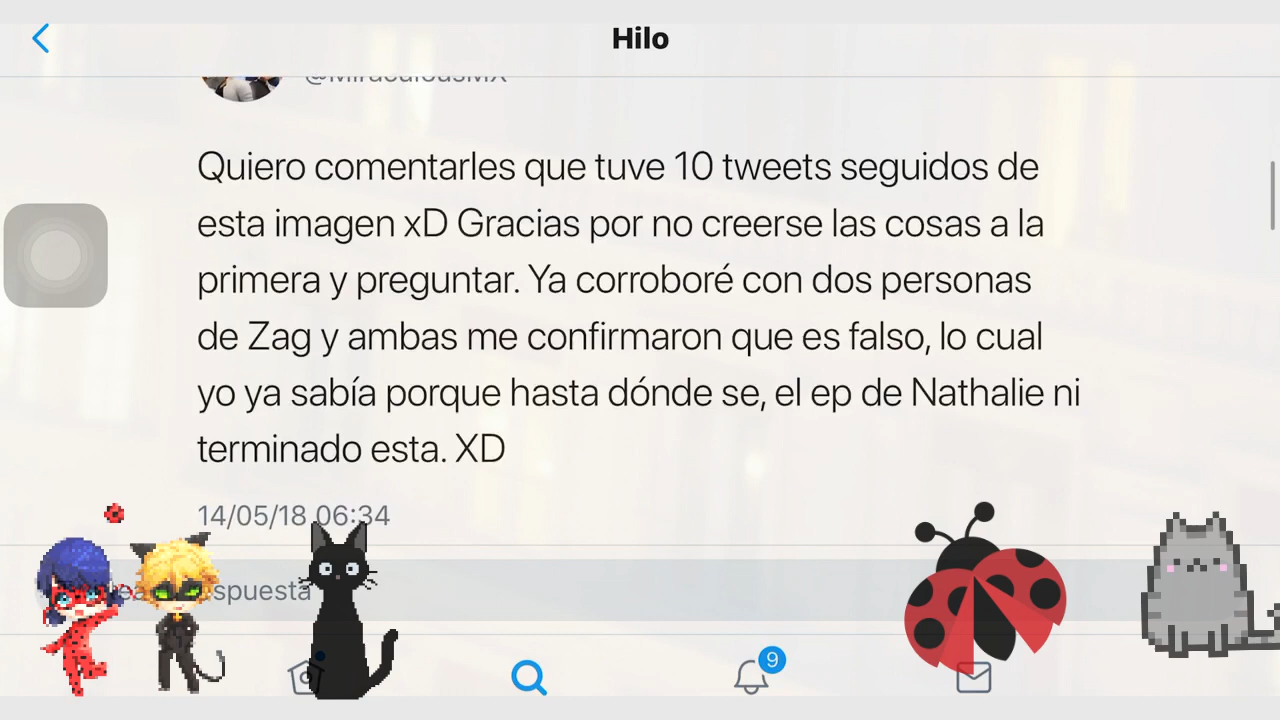 Hilo
@MiraculousMX
Quiero comentarles que tuve 10 tweets seguidos de
esta imagen xD Gracias por no creerse las cosas a la
primera y preguntar. Ya corroboré con dos personas
de Zag y ambas me confirmaron que es falso, lo cual
yo ya sabía porque hasta dónde se, el ep de Nathalie ni
terminado esta. XD
14/05/18 06:34
9